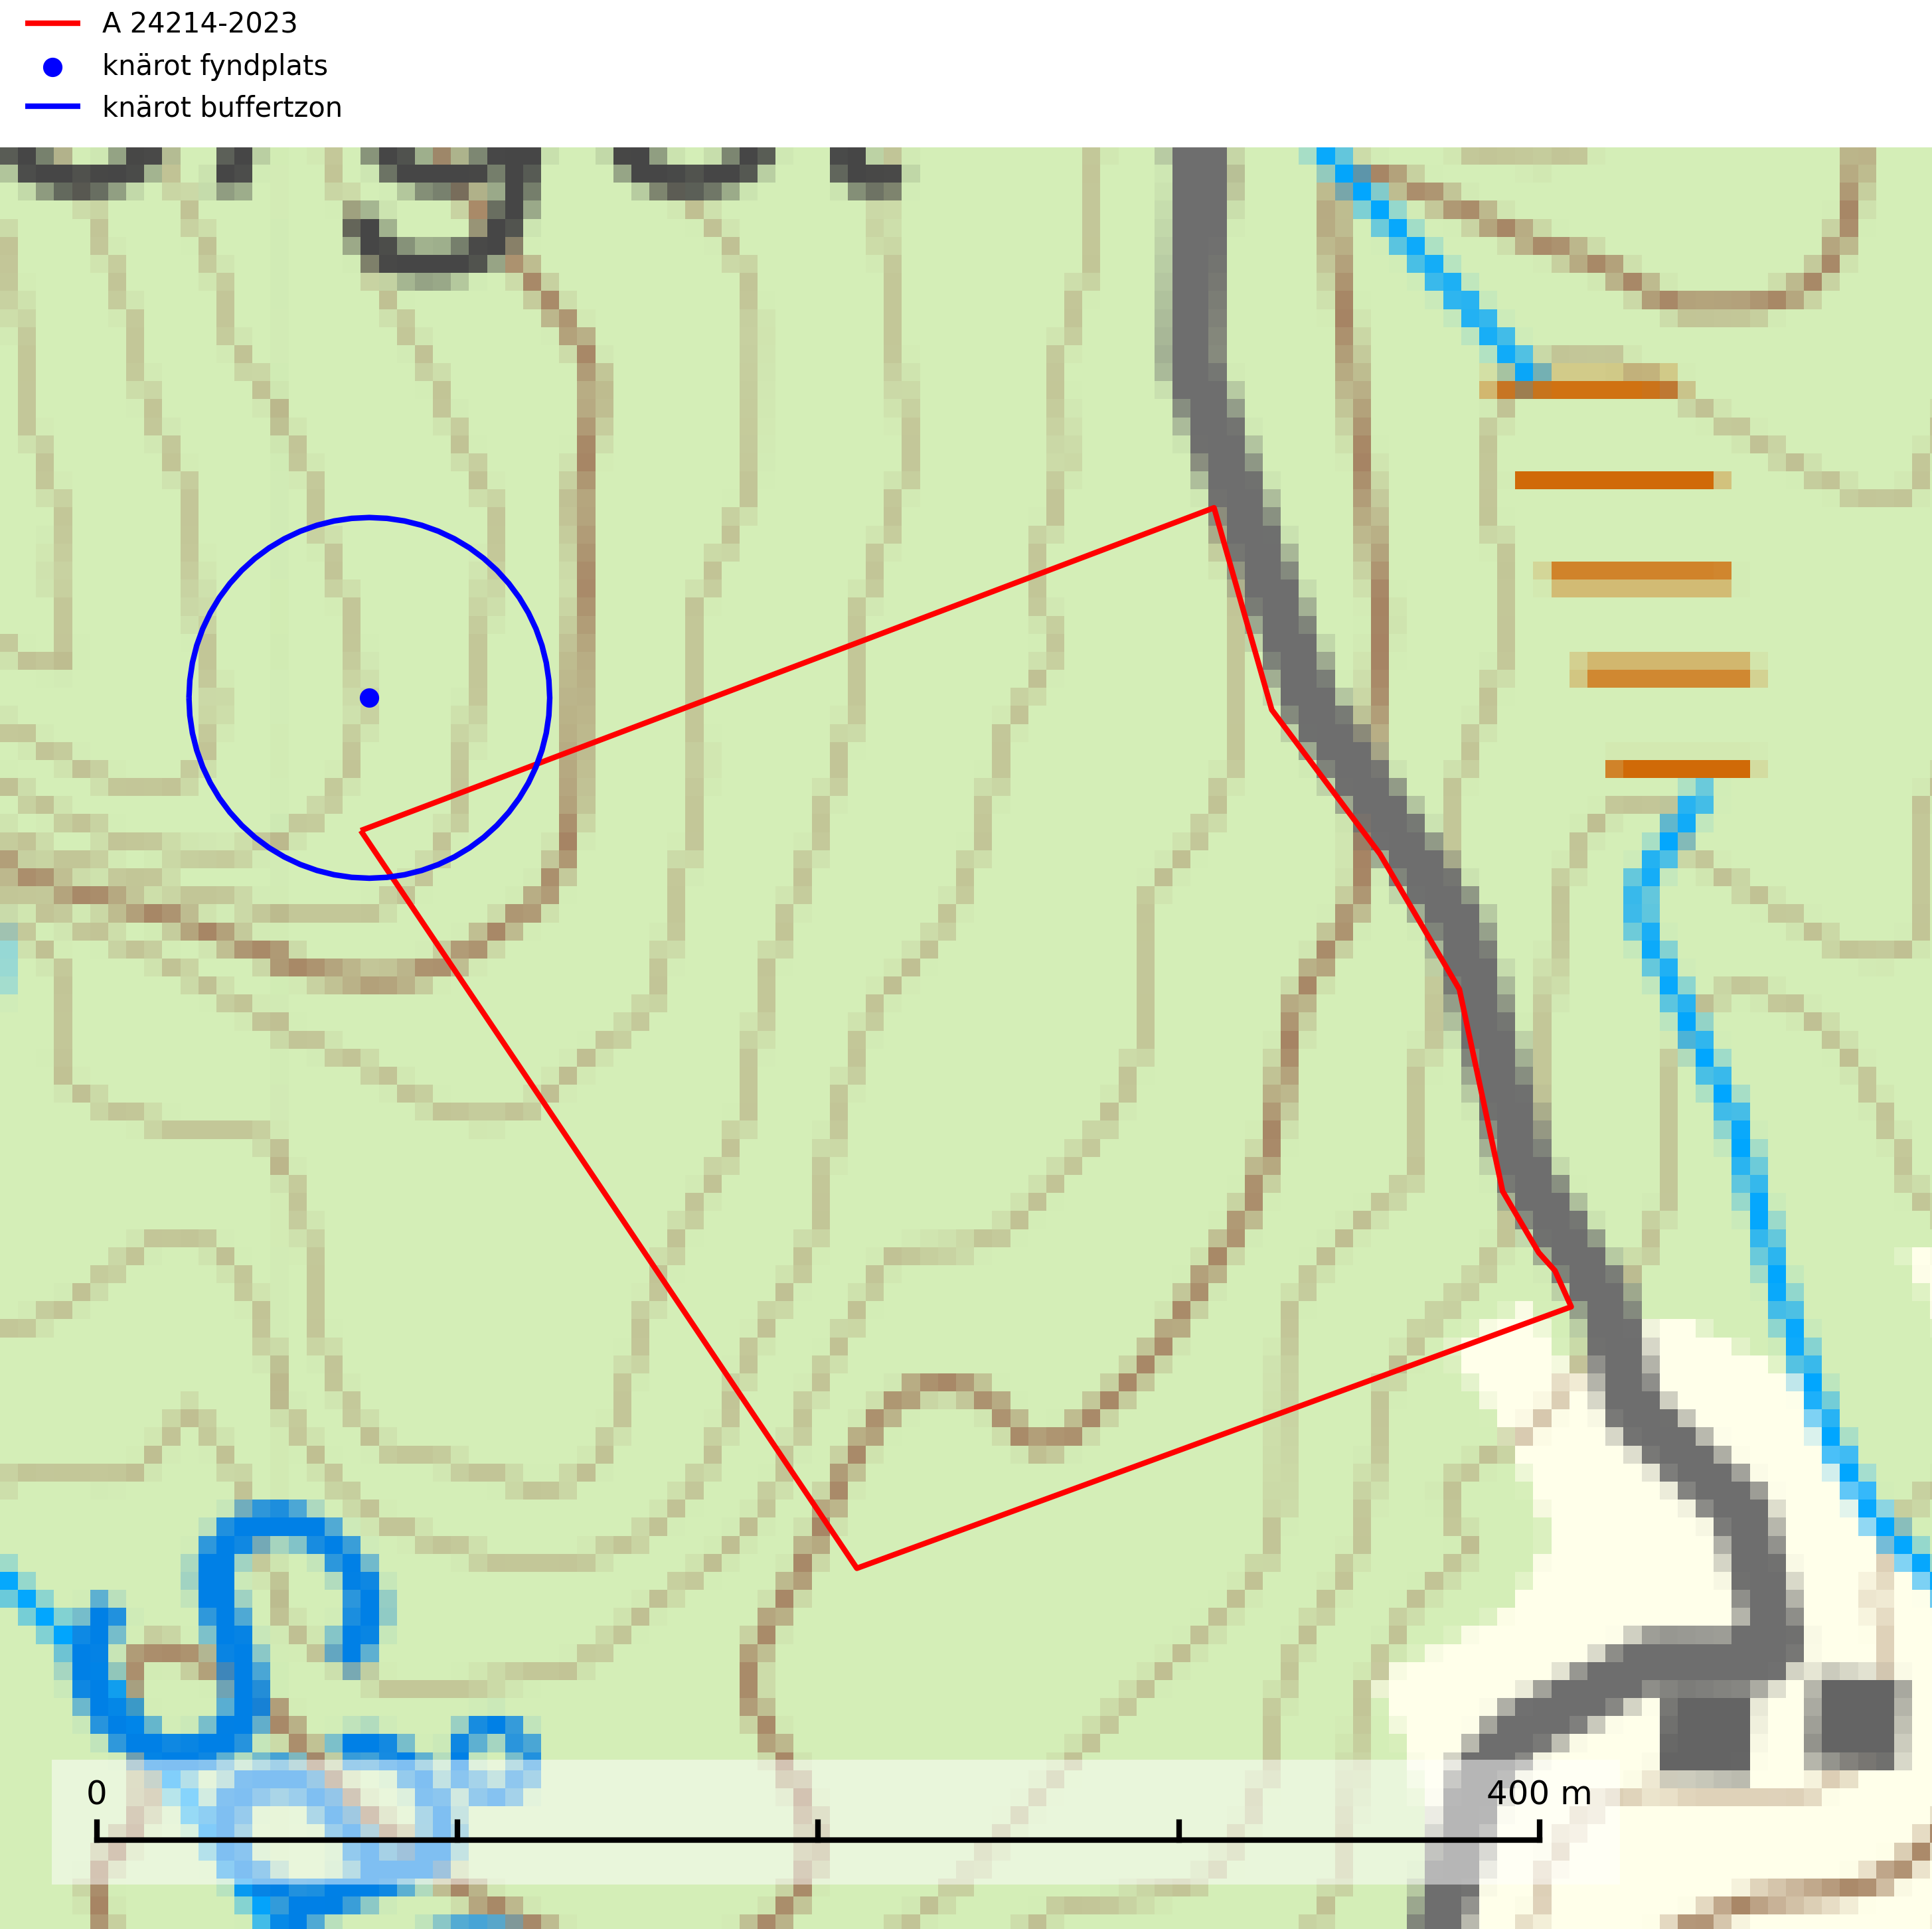 A 24214-2023
knärot fyndplats
knärot buffertzon
0
400 m